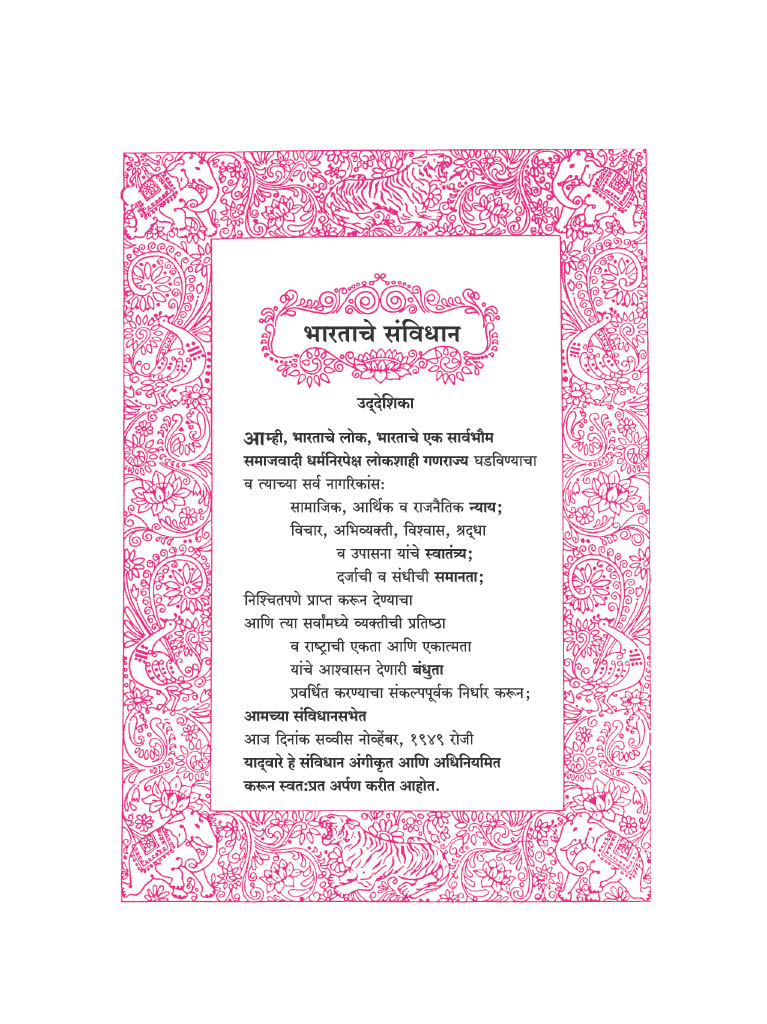 भारताचे संविधान
उद्देशिका
आम्ही, भारताचे लोक, भारताचे एक सार्वभौम
समाजवादी धर्मनिरपेक्ष लोकशाही गणराज्य घडविण्याचा
व त्याच्या सर्व नागरिकांस:
सामाजिक, आर्थिक व राजनैतिक न्याय;
विचार, अभिव्यक्ती, विश्वास, श्रद्धा
व उपासना यांचे स्वातंत्र्य;
दर्जाची व संधीची समानता;
निश्चितपणे प्राप्त करून देण्याचा
आणि त्या सर्वांमध्ये व्यक्तीची प्रतिष्ठा
व राष्ट्राची एकता आणि एकात्मता
यांचे आश्वासन देणारी बंधुता
प्रवर्धित करण्याचा संकल्पपूर्वक निर्धार करून;
आमच्या संविधानसभेत
आज दिनांक सव्वीस नोव्हेंबर, १९४९ रोजी
याद्वारे हे संविधान अंगीकृत आणि अधिनियमित
करून स्वत:प्रत अर्पण करीत आहोत.